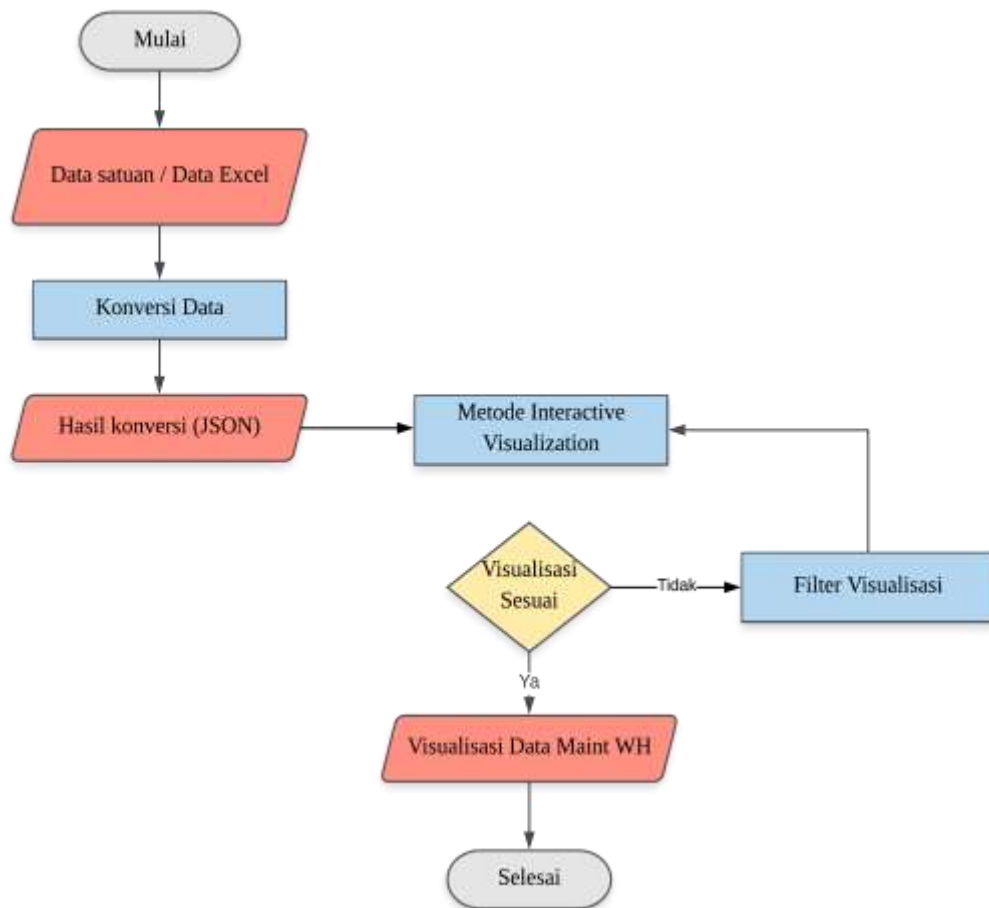 Mulai
Data satuan / Data Excel
Konversi Data
Hasil konversi (JSON)
Metode Interactive
Visualization
Visualisasi
Sesuai
Tidak
Filter Visualisasi
Ya
Visualisasi Data Maint WH
Selesai